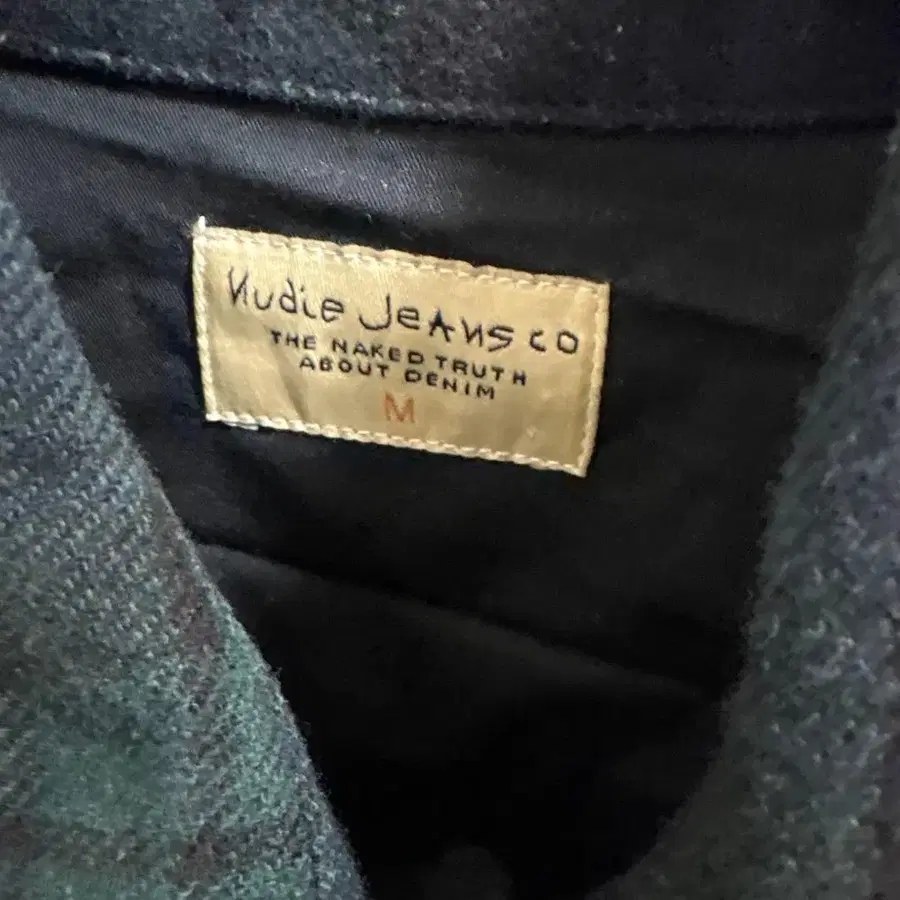 Nudie Jeans co
THE NAKED TRUTH
ABOUT DENIM
M